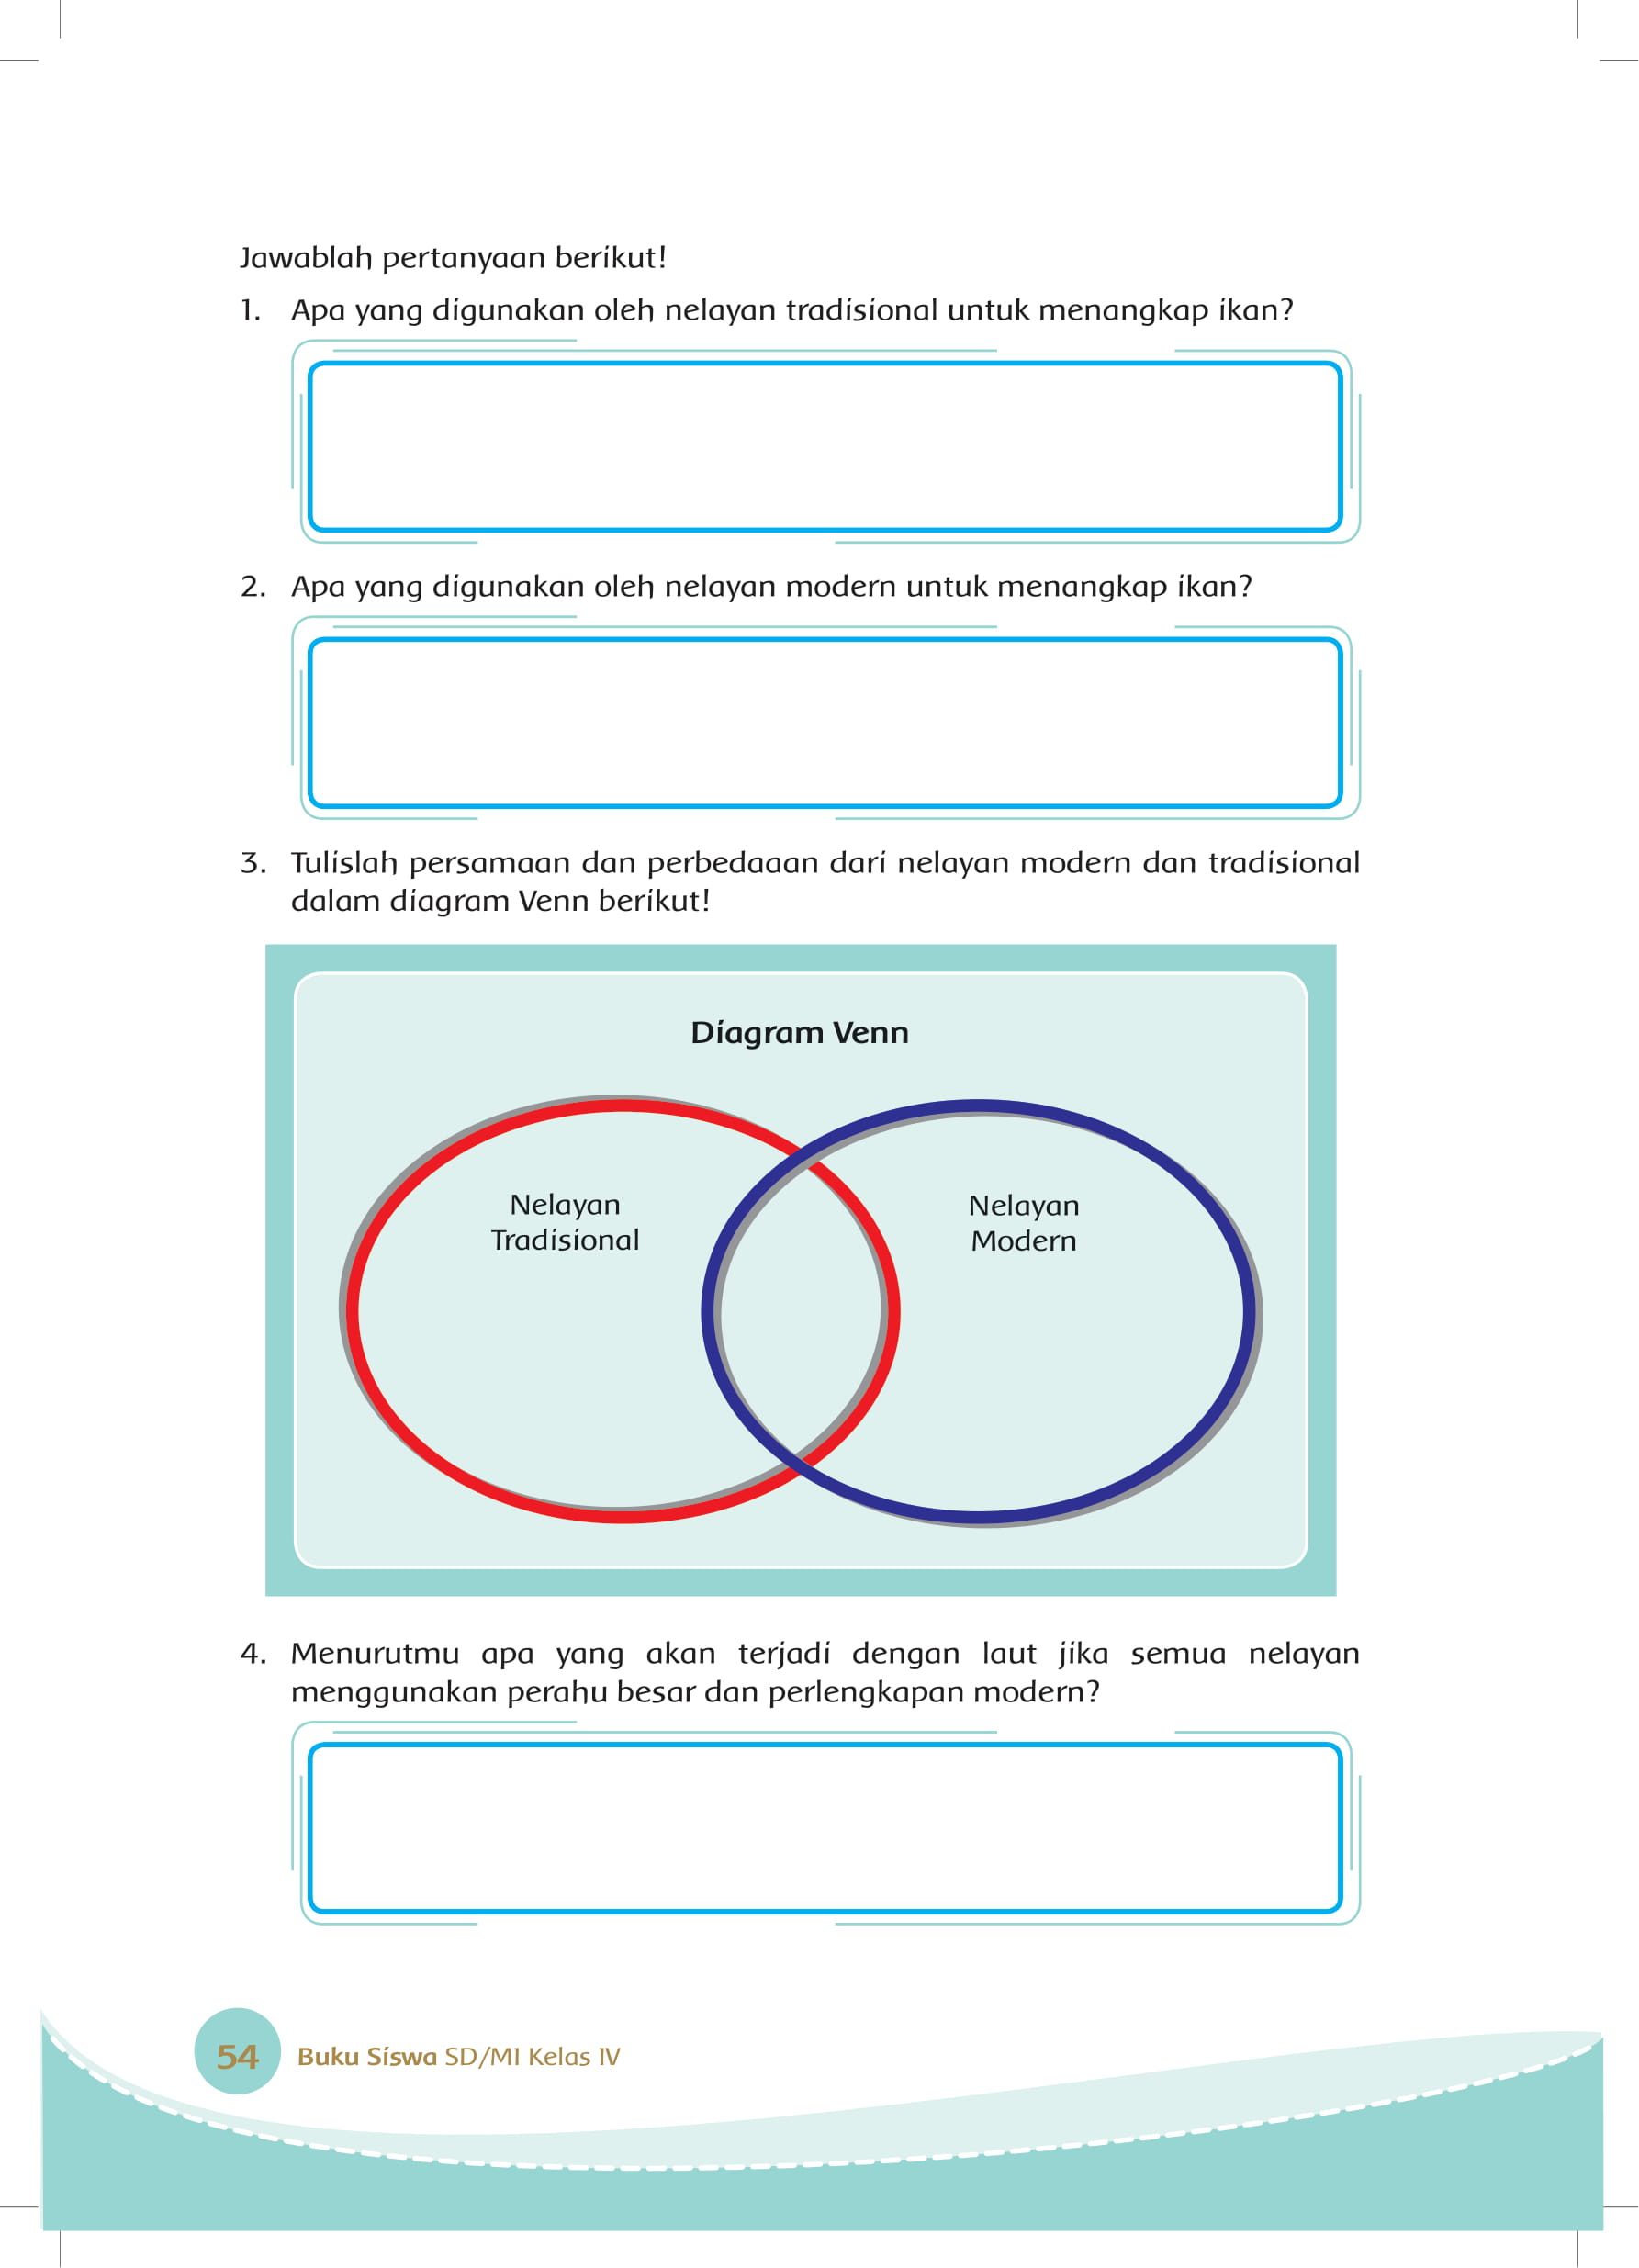 Jawablah pertanyaan berikut!
1. Apa yang digunakan oleh nelayan tradisional untuk menangkap ikan?
2. Apa yang digunakan oleh nelayan modern untuk menangkap ikan?
3. Tulislah persamaan dan perbedaaan dari nelayan modern dan tradisional
dalam diagram Venn berikut!
Diagram Venn
Nelayan
Tradisional
Nelayan
Modern
4. Menurutmu apa yang akan terjadi dengan laut jika semua nelayan
menggunakan perahu besar dan perlengkapan modern?
54 Buku Siswa SD/MI Kelas IV